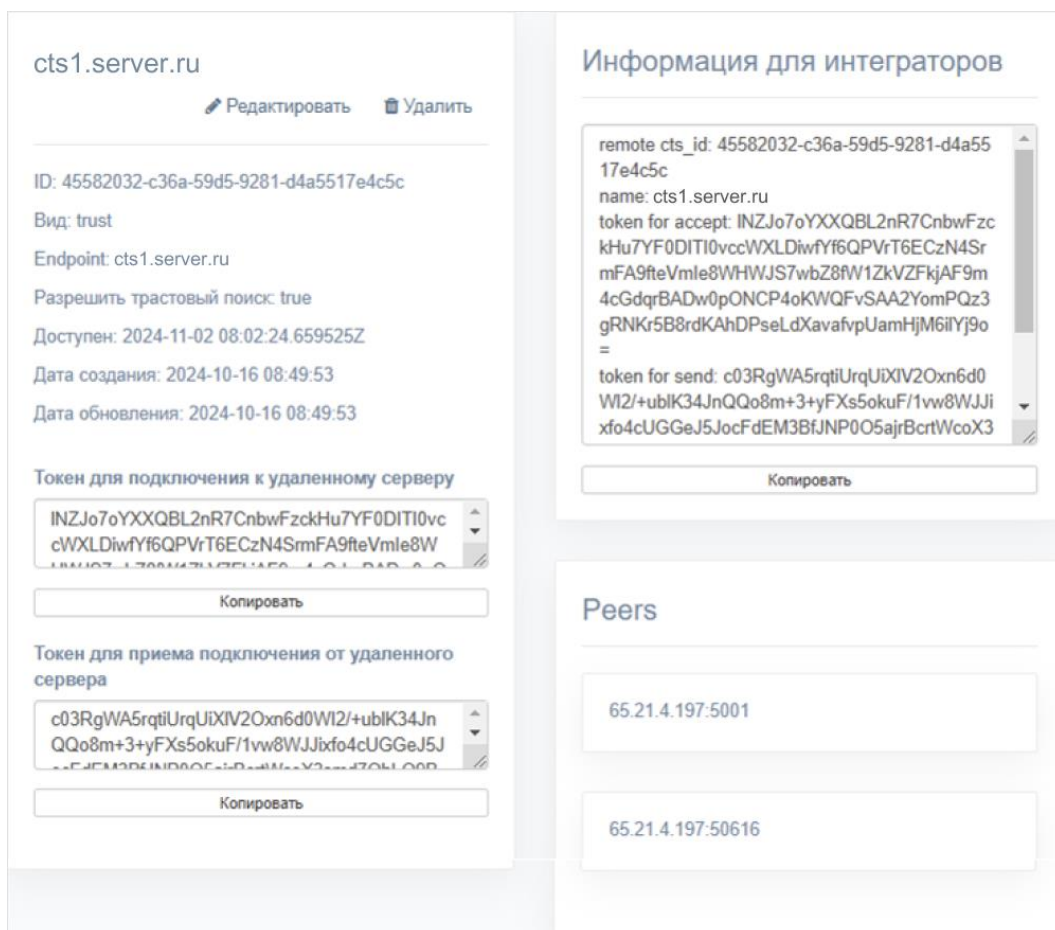 cts1.server.ru
Редактировать
Удалить
ID: 45582032-c36a-59d5-9281-d4a5517e4c5c
Вид: trust
Endpoint: cts1.server.ru
Разрешить трастовый поиск: true
Доступен: 2024-11-02 08:02:24.659525Z
Дата создания: 2024-10-16 08:49:53
Дата обновления: 2024-10-16 08:49:53
Токен для подключения к удаленному серверу
INZJo7oYXXQBL2nR7CnbwFzckHu7YF0DITI0vc
cWXLDiwfYf6QPVrT6ECzN4SrmFA9fteVmIe8W
Копировать
Токен для приема подключения от удаленного
сервера
c03RgWA5rqtiUrqUiXIV2Oxn6d0WI2/+ublK34Jn
QQo8m+3+yFXs5okuF/1vw8WJJixfo4cUGGeJ5J
Копировать
Информация для интеграторов
remote cts_id: 45582032-c36a-59d5-9281-d4a55
17e4c5c
name: cts1.server.ru
token for accept: INZJo7oYXXQBL2nR7CnbwFzc
kHu7YF0DITI0vccWXLDiwfYf6QPVrT6ECzN4Sr
mFA9fteVmIe8WHWJS7wbZ8fW1ZkVZFkjAF9m
4cGdqrBADw0pONCP4oKWQFvSAA2YomPQz3
gRNKr5B8rdKAhDPseLdXavafvpUamHjM6iIYj9o
=
token for send: c03RgWA5rqtiUrqUiXIV2Oxn6d0
WI2/+ublK34JnQQo8m+3+yFXs5okuF/1vw8WJJi
xfo4cUGGeJ5JocFdEM3BfJNP0O5ajrBcrtWcoX3
Копировать
Peers
65.21.4.197:5001
65.21.4.197:50616